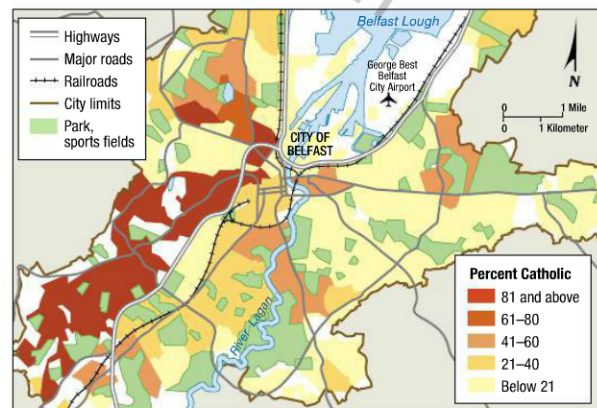 Highways
Major roads
Railroads
City limits
Park,
sports fields
Belfast Lough
George Best
Belfast
City Airport
N
0 1 Mile
0 1 Kilometer
CITY OF
BELFAST
River Lagan
Percent Catholic
81 and above
61–80
41–60
21–40
Below 21